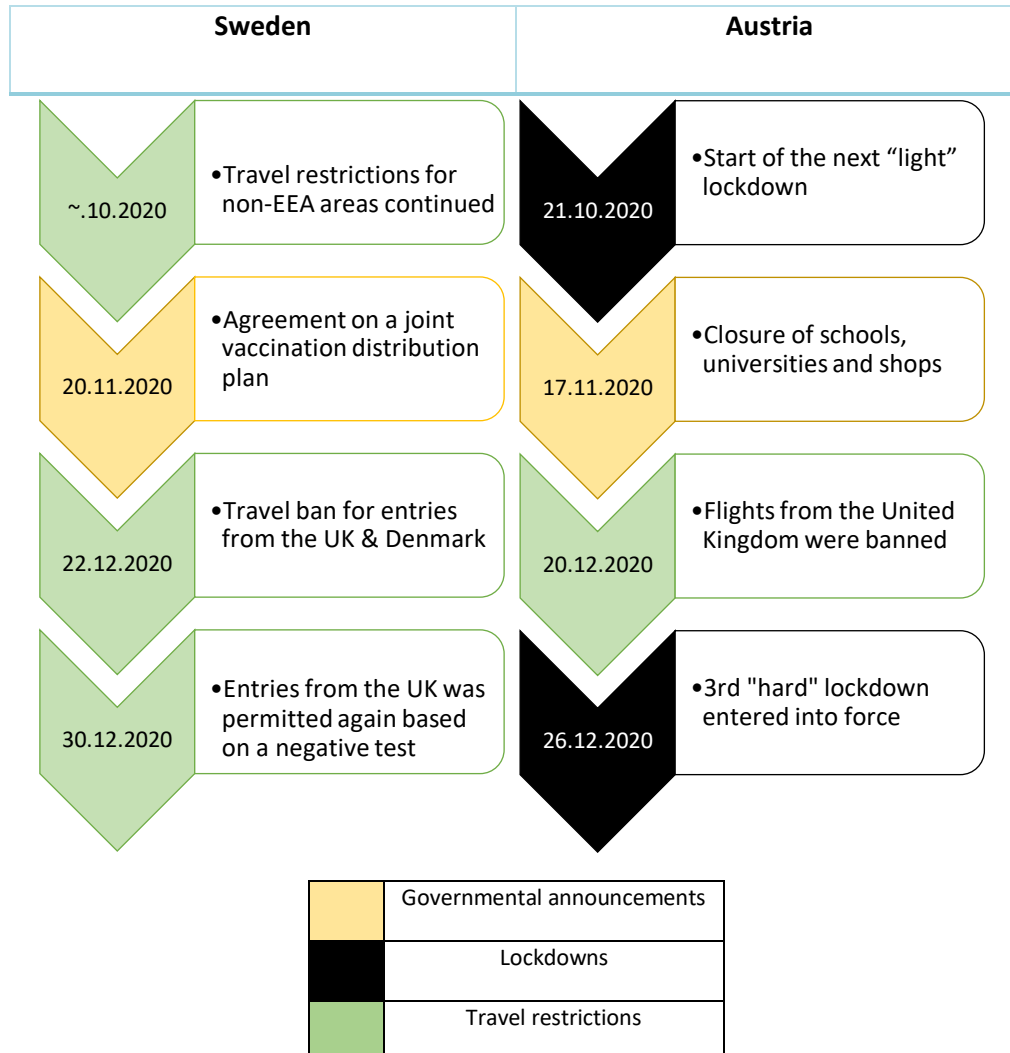 Sweden
Austria
~.10.2020
•Travel restrictions for
non-EEA areas continued
21.10.2020
•Start of the next “light”
lockdown
20.11.2020
•Agreement on a joint
vaccination distribution
plan
17.11.2020
•Closure of schools,
universities and shops
22.12.2020
•Travel ban for entries
from the UK & Denmark
20.12.2020
•Flights from the United
Kingdom were banned
30.12.2020
•Entries from the UK was
permitted again based
on a negative test
26.12.2020
•3rd "hard" lockdown
entered into force
Governmental announcements
Lockdowns
Travel restrictions